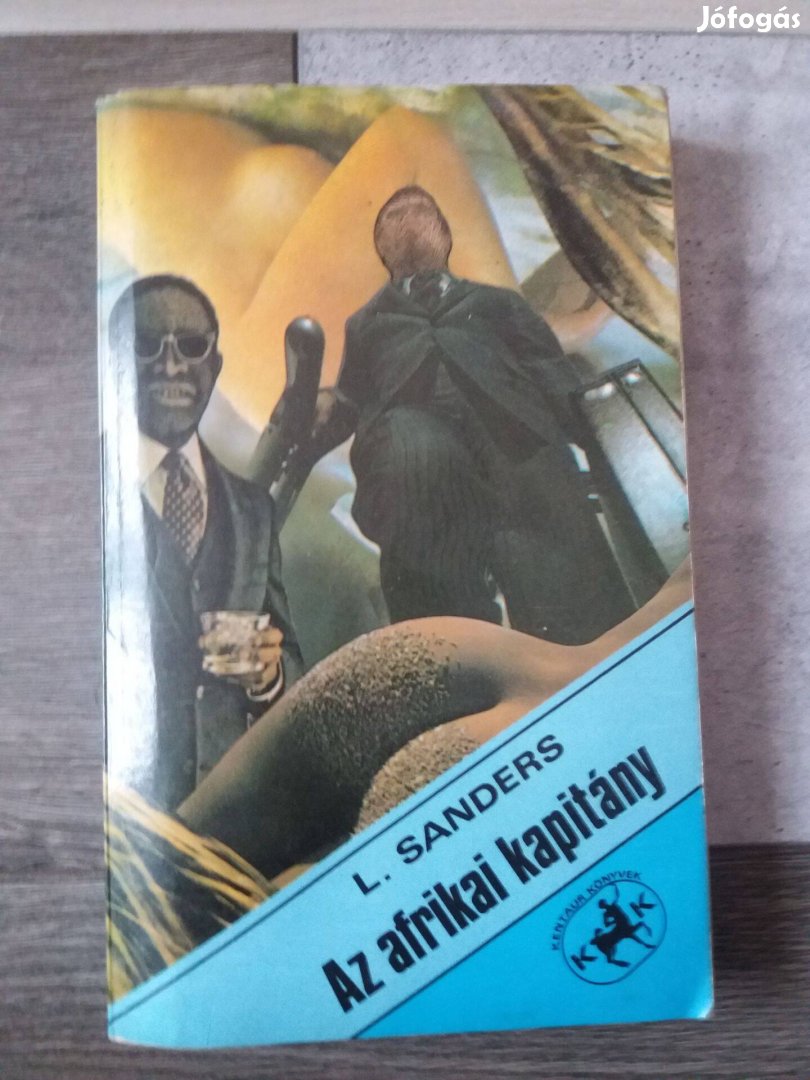 Jófogás
L. SANDERS
Az afrikai kapitány
KENTAUR KÖNYVEK
K K